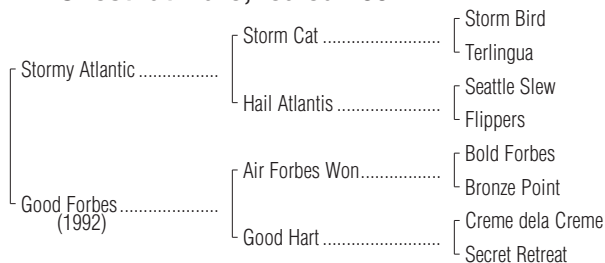 Storm Bird
Storm Cat ........................
Terlingua
Stormy Atlantic ..................
Seattle Slew
Hail Atlantis .......................
Flippers
Bold Forbes
Air Forbes Won..................
Bronze Point
Good Forbes ......................
(1992)
Creme dela Creme
Good Hart ...........................
Secret Retreat